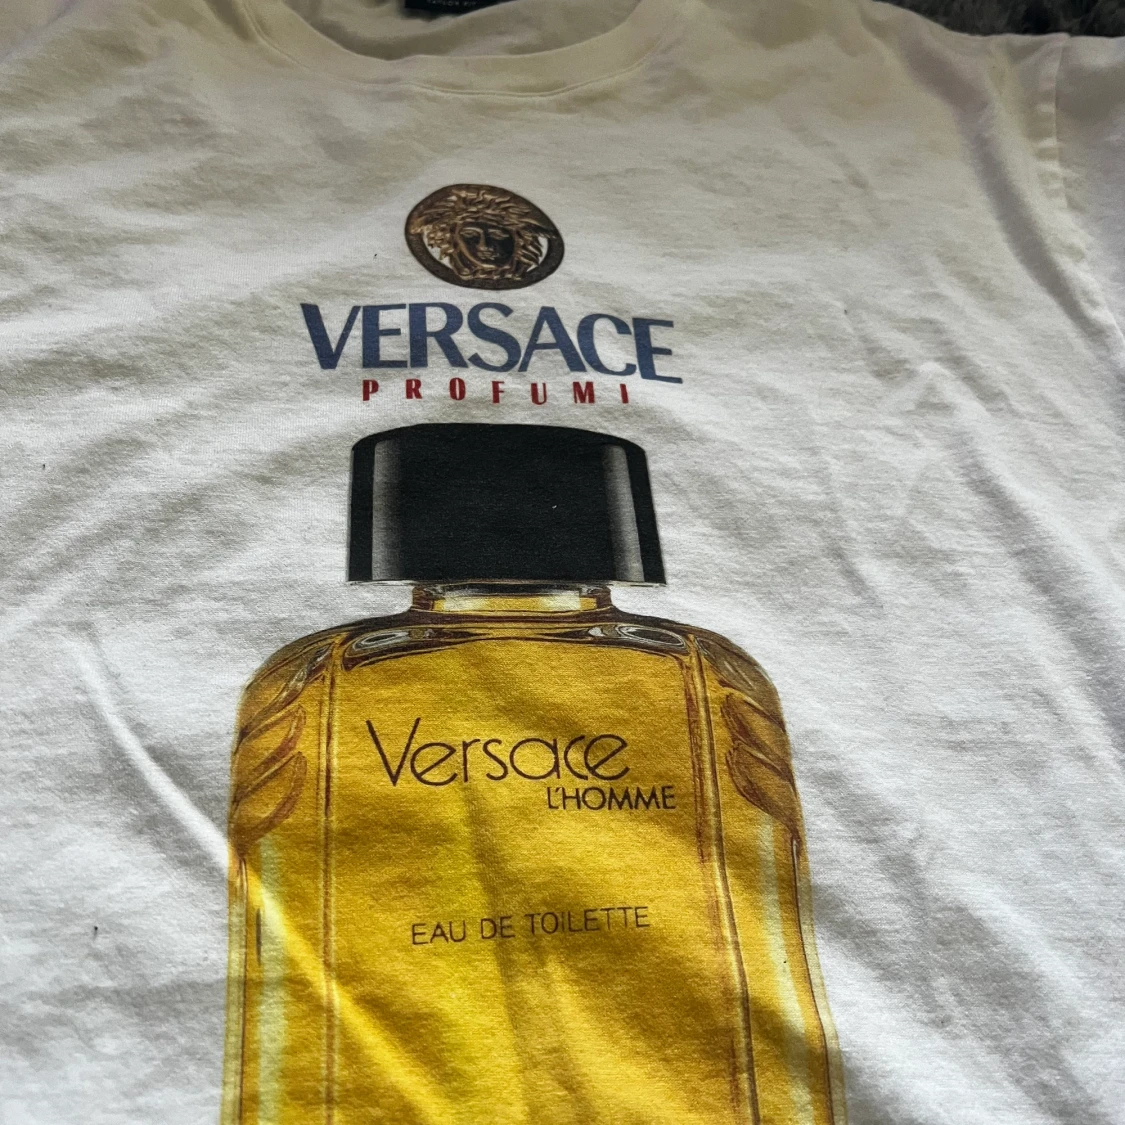 VERSACE
PROFUMI
Versace
L'HOMME
EAU DE TOILETTE